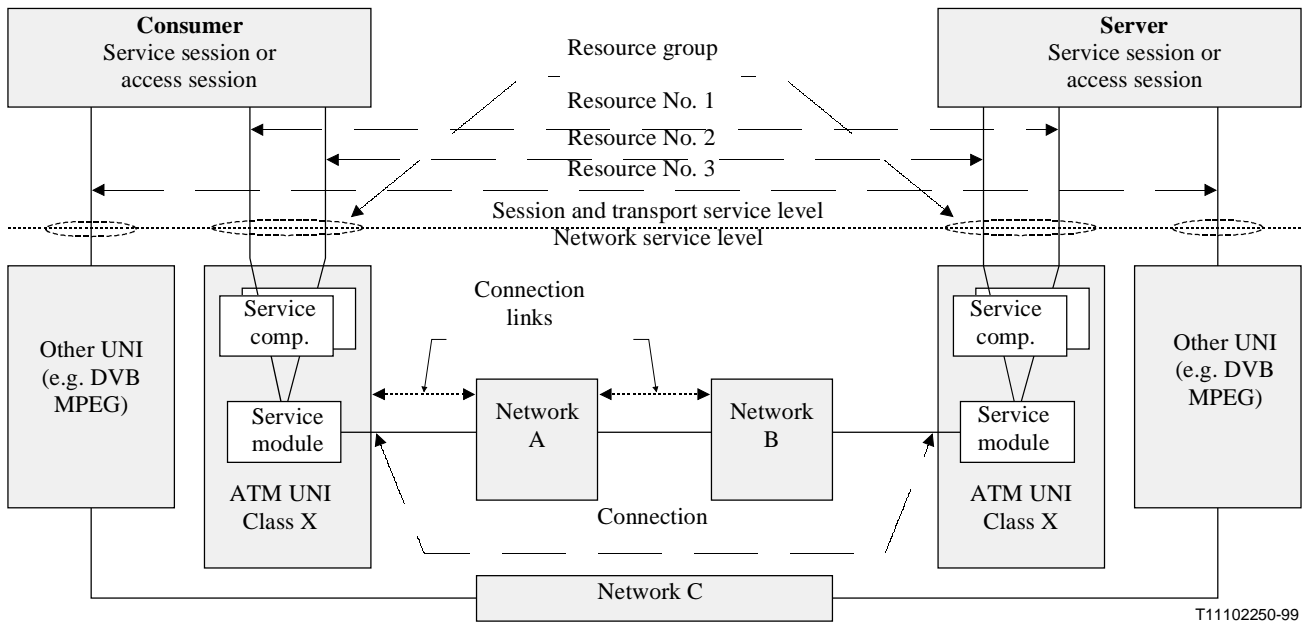 Consumer
Service session or
access session
Server
Service session or
access session
Resource group
Resource No. 1
Resource No. 2
Resource No. 3
Session and transport service level
Network service level
Other UNI
(e.g. DVB
MPEG)
Service
comp.
Service
module
ATM UNI
Class X
Connection
links
Network
A
Network
B
Connection
Service
comp.
Service
module
ATM UNI
Class X
Other UNI
(e.g. DVB
MPEG)
Network C
T11102250-99